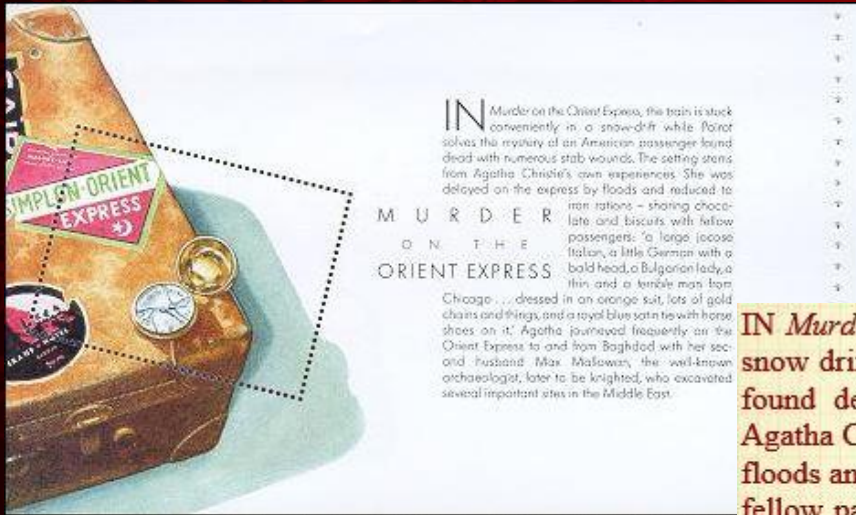 SIMPLON-ORIENT
EXPRESS
IN Murder on the Orient Express, the train is stuck
conveniently in a snow-drift while Poirot
solves the mystery of an American passenger found
dead with numerous stab wounds. The setting stems
from Agatha Christie's own experiences. She was
delayed on the express by floods and reduced to
iron rations – sharing choco-
late and biscuits with fellow
passengers: 'a large jocose
Italian, a little German with a
bald head, a Bulgarian lady, a
thin and a terrible man from
Chicago . . . dressed in an orange suit, lots of gold
chains and things, and a royal blue satin tie with horse
shoes on it.' Agatha journeyed frequently on the
Orient Express to and from Baghdad with her sec-
ond husband Max Mallowan, the well-known
archaeologist, later to be knighted, who excavated
several important sites in the Middle East.
MURDER
ON THE
ORIENT EXPRESS
IN Murd
snow dri
found de
Agatha C
floods an
fellow pa